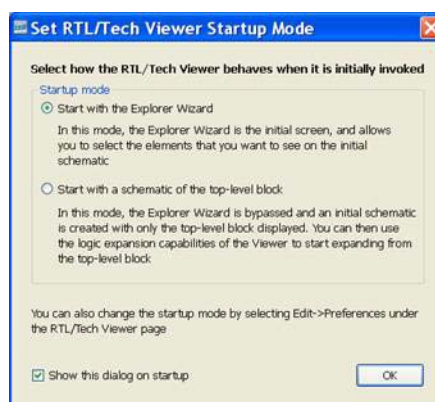 Set RTL/Tech Viewer Startup Mode
Select how the RTL/Tech Viewer behaves when it is initially invoked
Startup mode
Start with the Explorer Wizard
In this mode, the Explorer Wizard is the initial screen, and allows
you to select the elements that you want to see on the initial
schematic
Start with a schematic of the top-level block
In this mode, the Explorer Wizard is bypassed and an initial schematic
is created with only the top-level block displayed. You can then use
the logic expansion capabilities of the Viewer to start expanding from
the top-level block
You can also change the startup mode by selecting Edit->Preferences under
the RTL/Tech Viewer page
Show this dialog on startup
OK